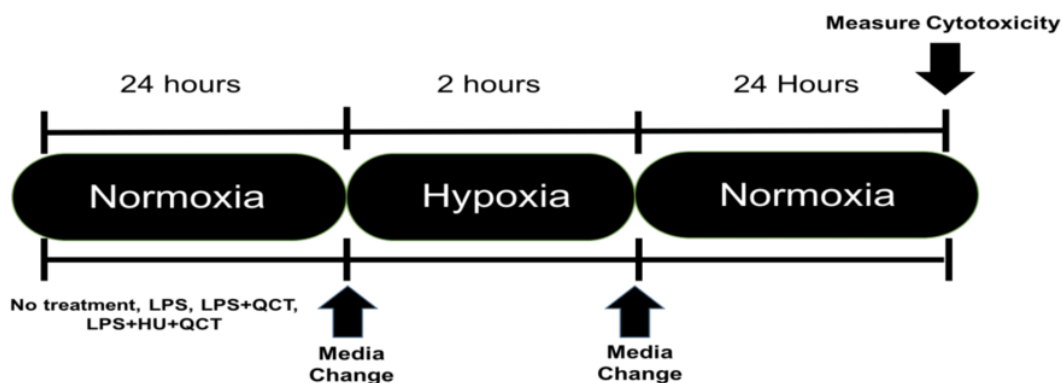 Measure Cytotoxicity
24 hours
2 hours
24 Hours
Normoxia
Hypoxia
Normoxia
No treatment, LPS, LPS+QCT,
LPS+HU+QCT
Media
Change
Media
Change